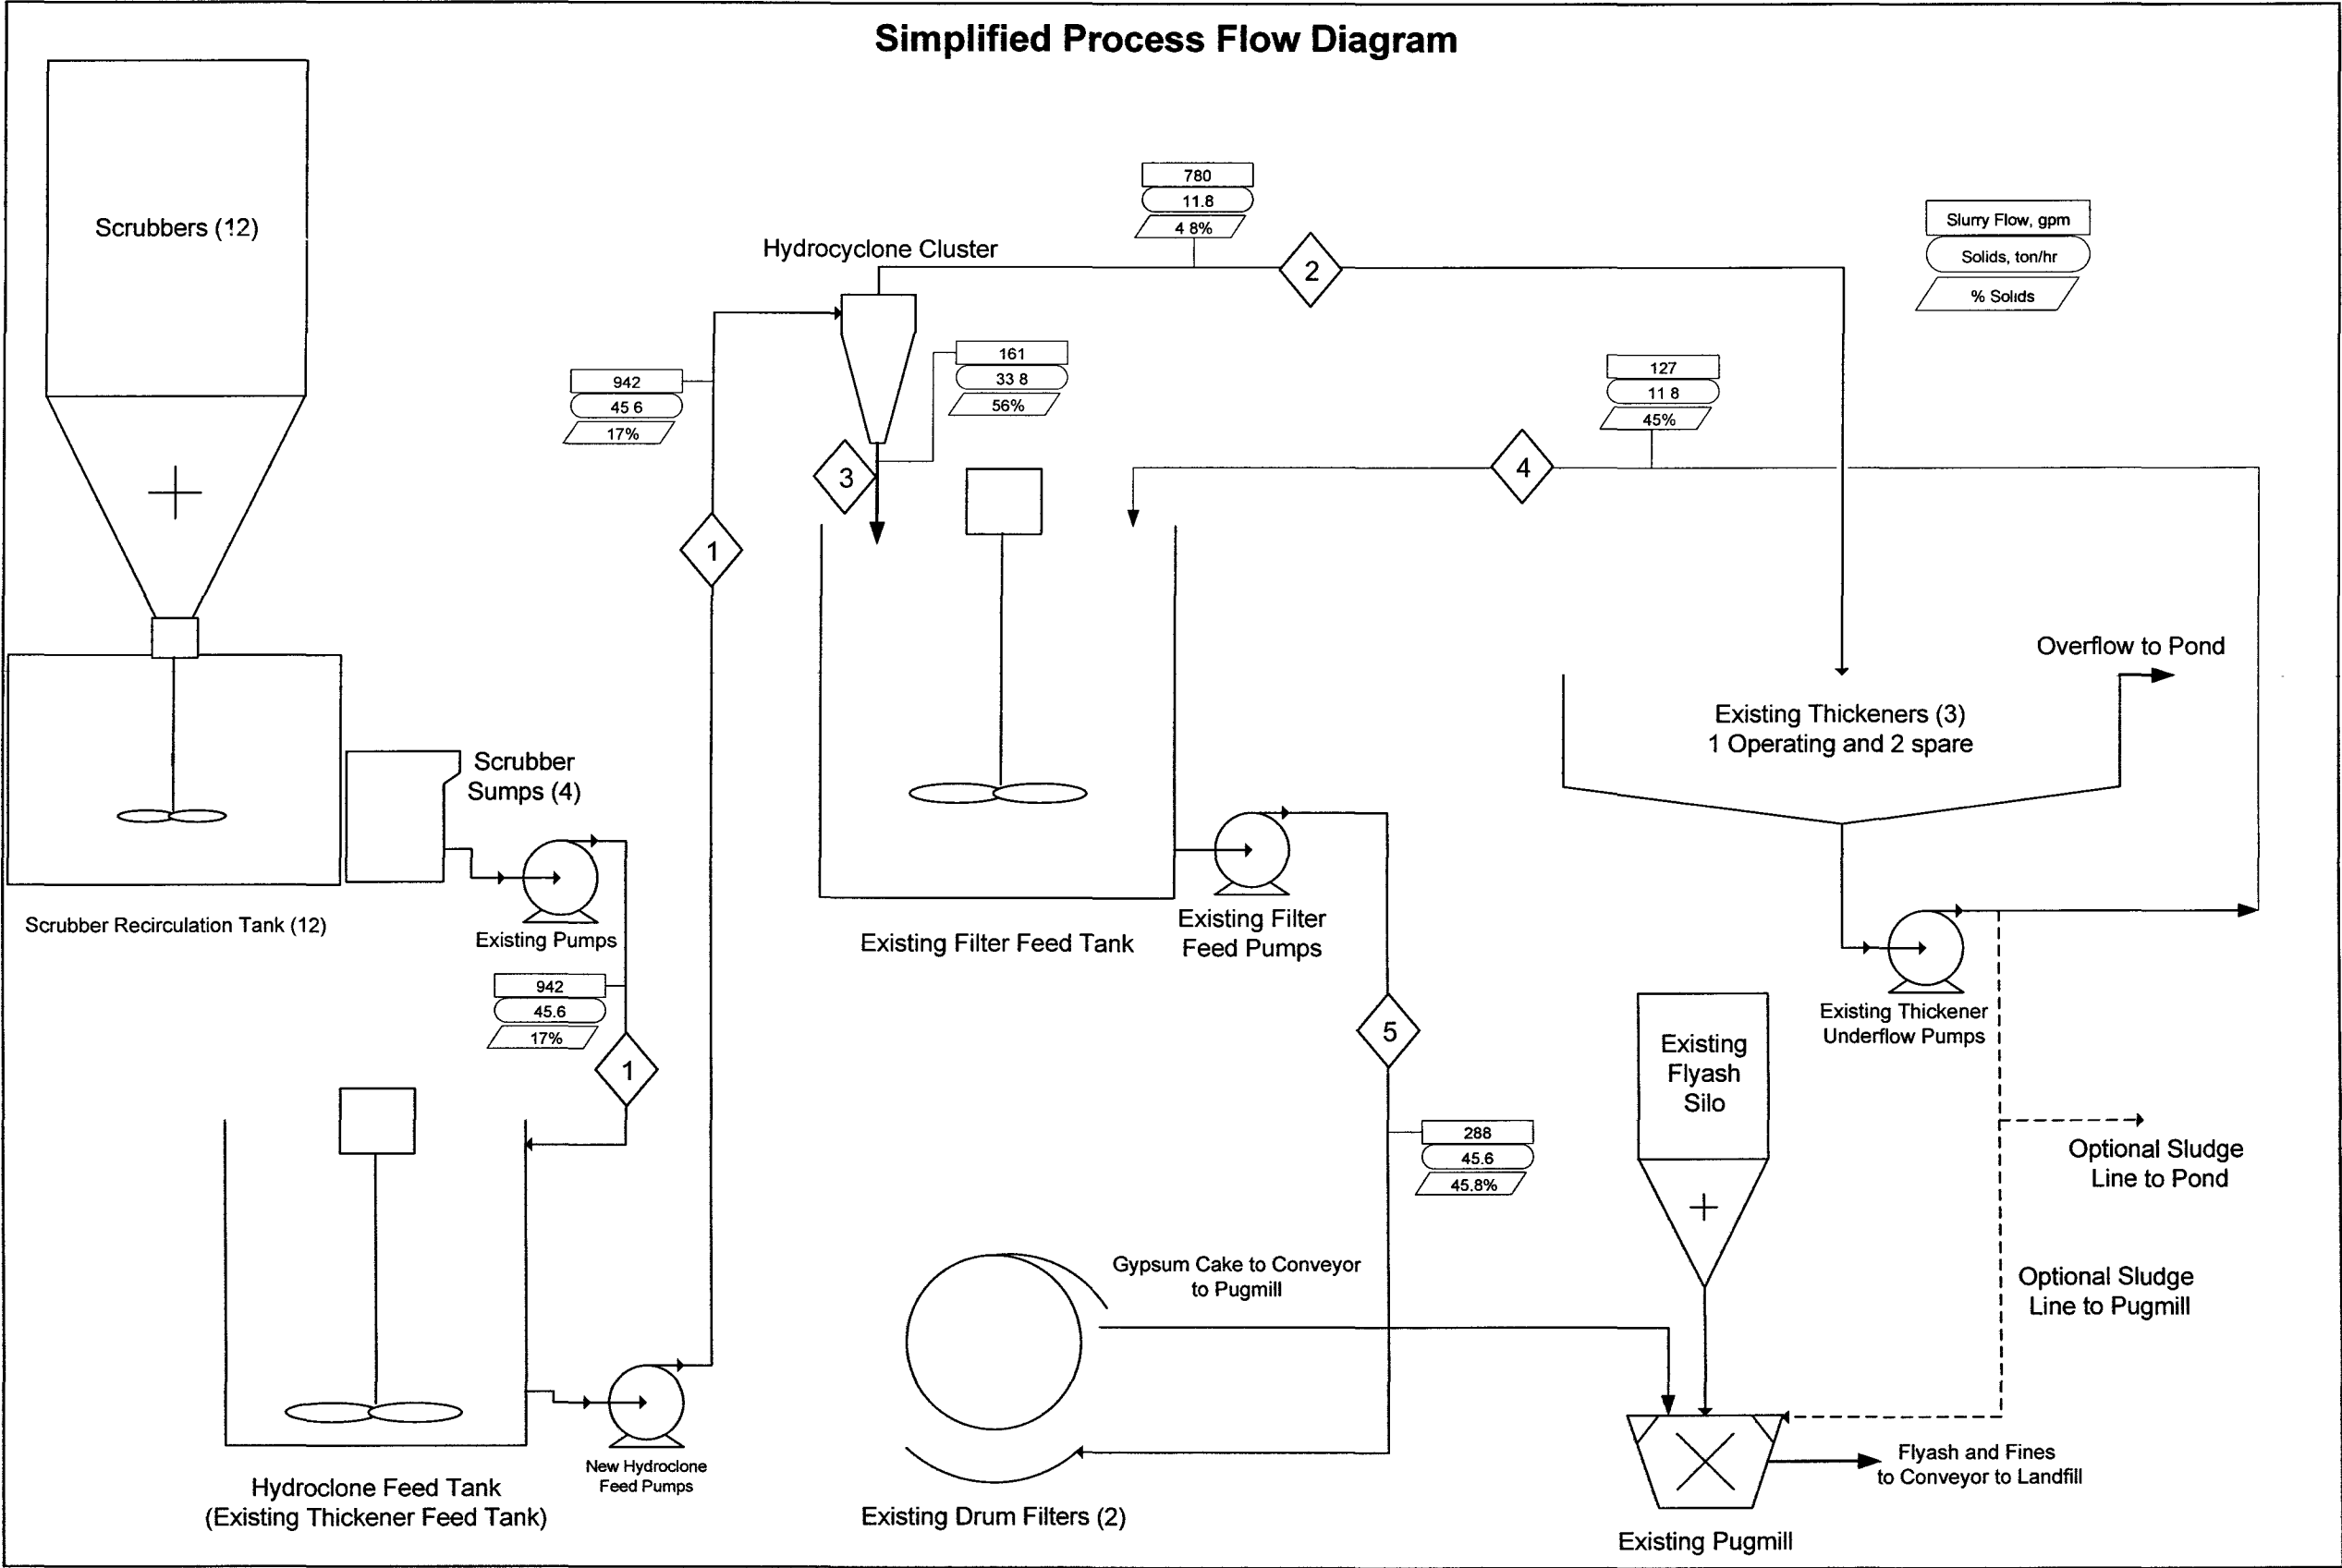 Simplified Process Flow Diagram
Scrubbers (12)
780
11.8
4 8%
Hydrocyclone Cluster
2
Slurry Flow, gpm
Solids, ton/hr
% Solids
942
45 6
17%
161
33 8
56%
127
11 8
45%
3
4
1
Overflow to Pond
Existing Thickeners (3)
1 Operating and 2 spare
Scrubber
Sumps (4)
Scrubber Recirculation Tank (12)
Existing Pumps
Existing Filter Feed Tank
Existing Filter
Feed Pumps
942
45.6
17%
1
5
Existing Thickener
Underflow Pumps
Existing
Flyash
Silo
288
45.6
45.8%
Optional Sludge
Line to Pond
Gypsum Cake to Conveyor
to Pugmill
Optional Sludge
Line to Pugmill
New Hydroclone
Feed Pumps
Hydroclone Feed Tank
(Existing Thickener Feed Tank)
Existing Drum Filters (2)
Flyash and Fines
to Conveyor to Landfill
Existing Pugmill